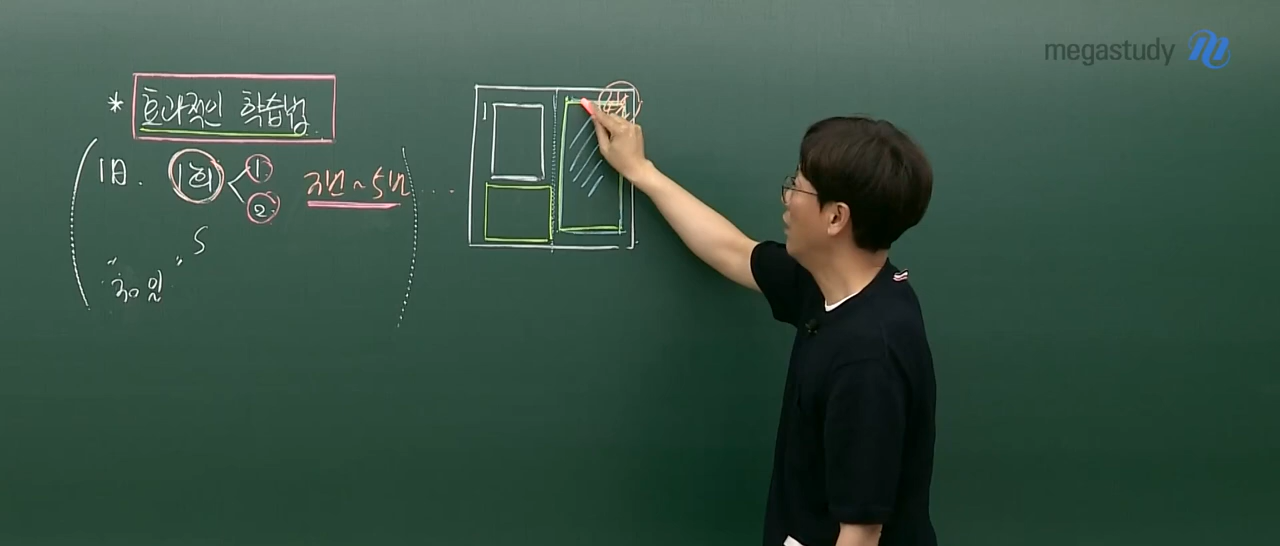 megastudy
* 효과적인 학습법
1日. 1회 < ① ②
3번~5번 ...
S
"30일"
1